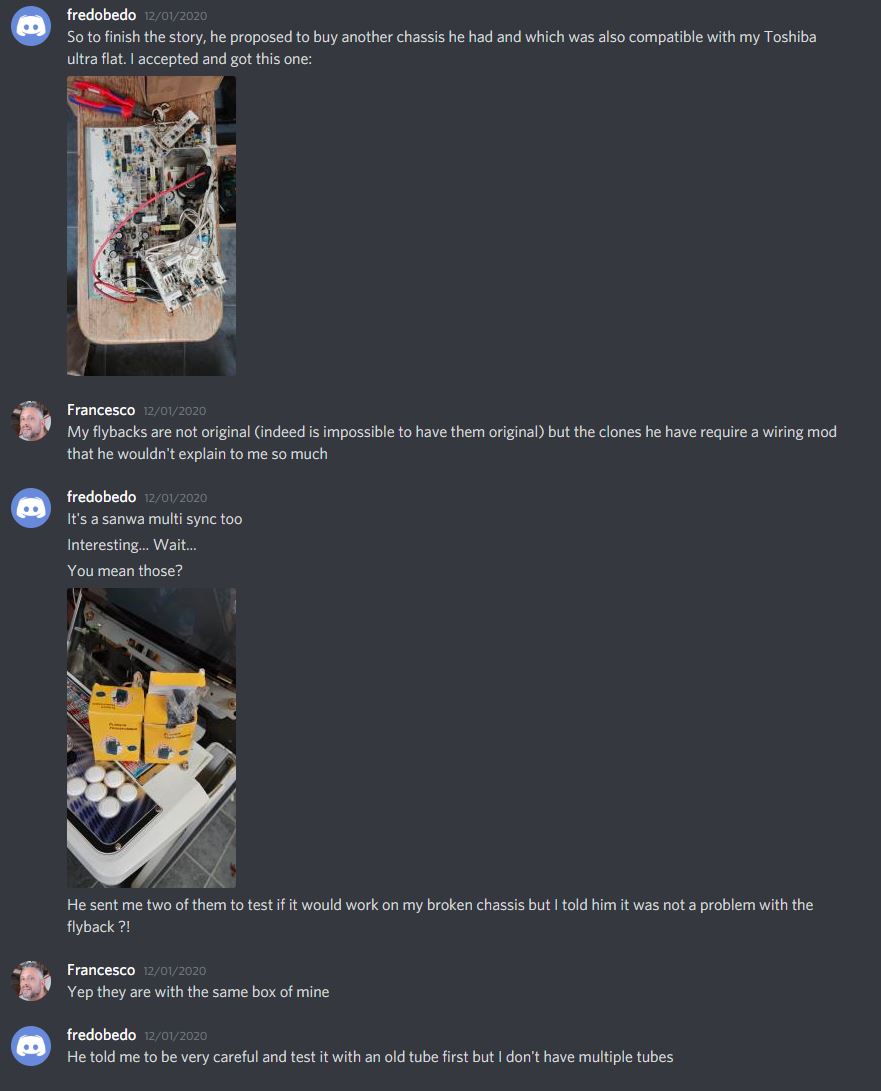 fredobedo 12/01/2020
So to finish the story, he proposed to buy another chassis he had and which was also compatible with my Toshiba
ultra flat. I accepted and got this one:
Francesco 12/01/2020
My flybacks are not original (indeed is impossible to have them original) but the clones he have require a wiring mod
that he wouldn't explain to me so much
fredobedo 12/01/2020
It's a sanwa multi sync too
Interesting... Wait...
You mean those?
He sent me two of them to test if it would work on my broken chassis but I told him it was not a problem with the
flyback ?!
Francesco 12/01/2020
Yep they are with the same box of mine
fredobedo 12/01/2020
He told me to be very careful and test it with an old tube first but I don't have multiple tubes